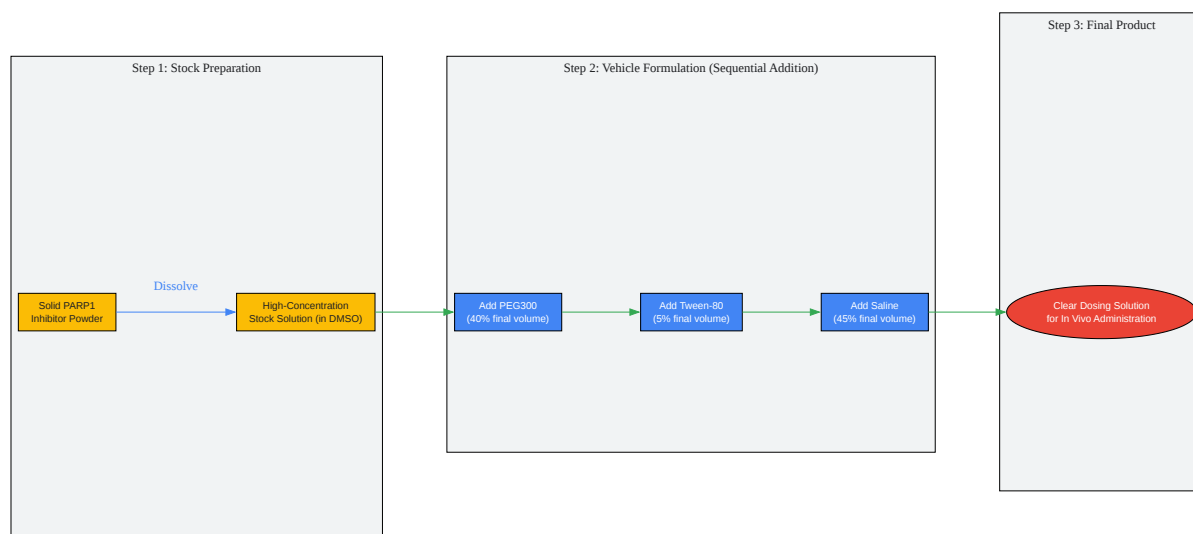 Step 1: Stock Preparation
Solid PARP1
Inhibitor Powder
Dissolve
High-Concentration
Stock Solution (in DMSO)
Step 2: Vehicle Formulation (Sequential Addition)
Add PEG300
(40% final volume)
Add Tween-80
(5% final volume)
Add Saline
(45% final volume)
Step 3: Final Product
Clear Dosing Solution
for In Vivo Administration